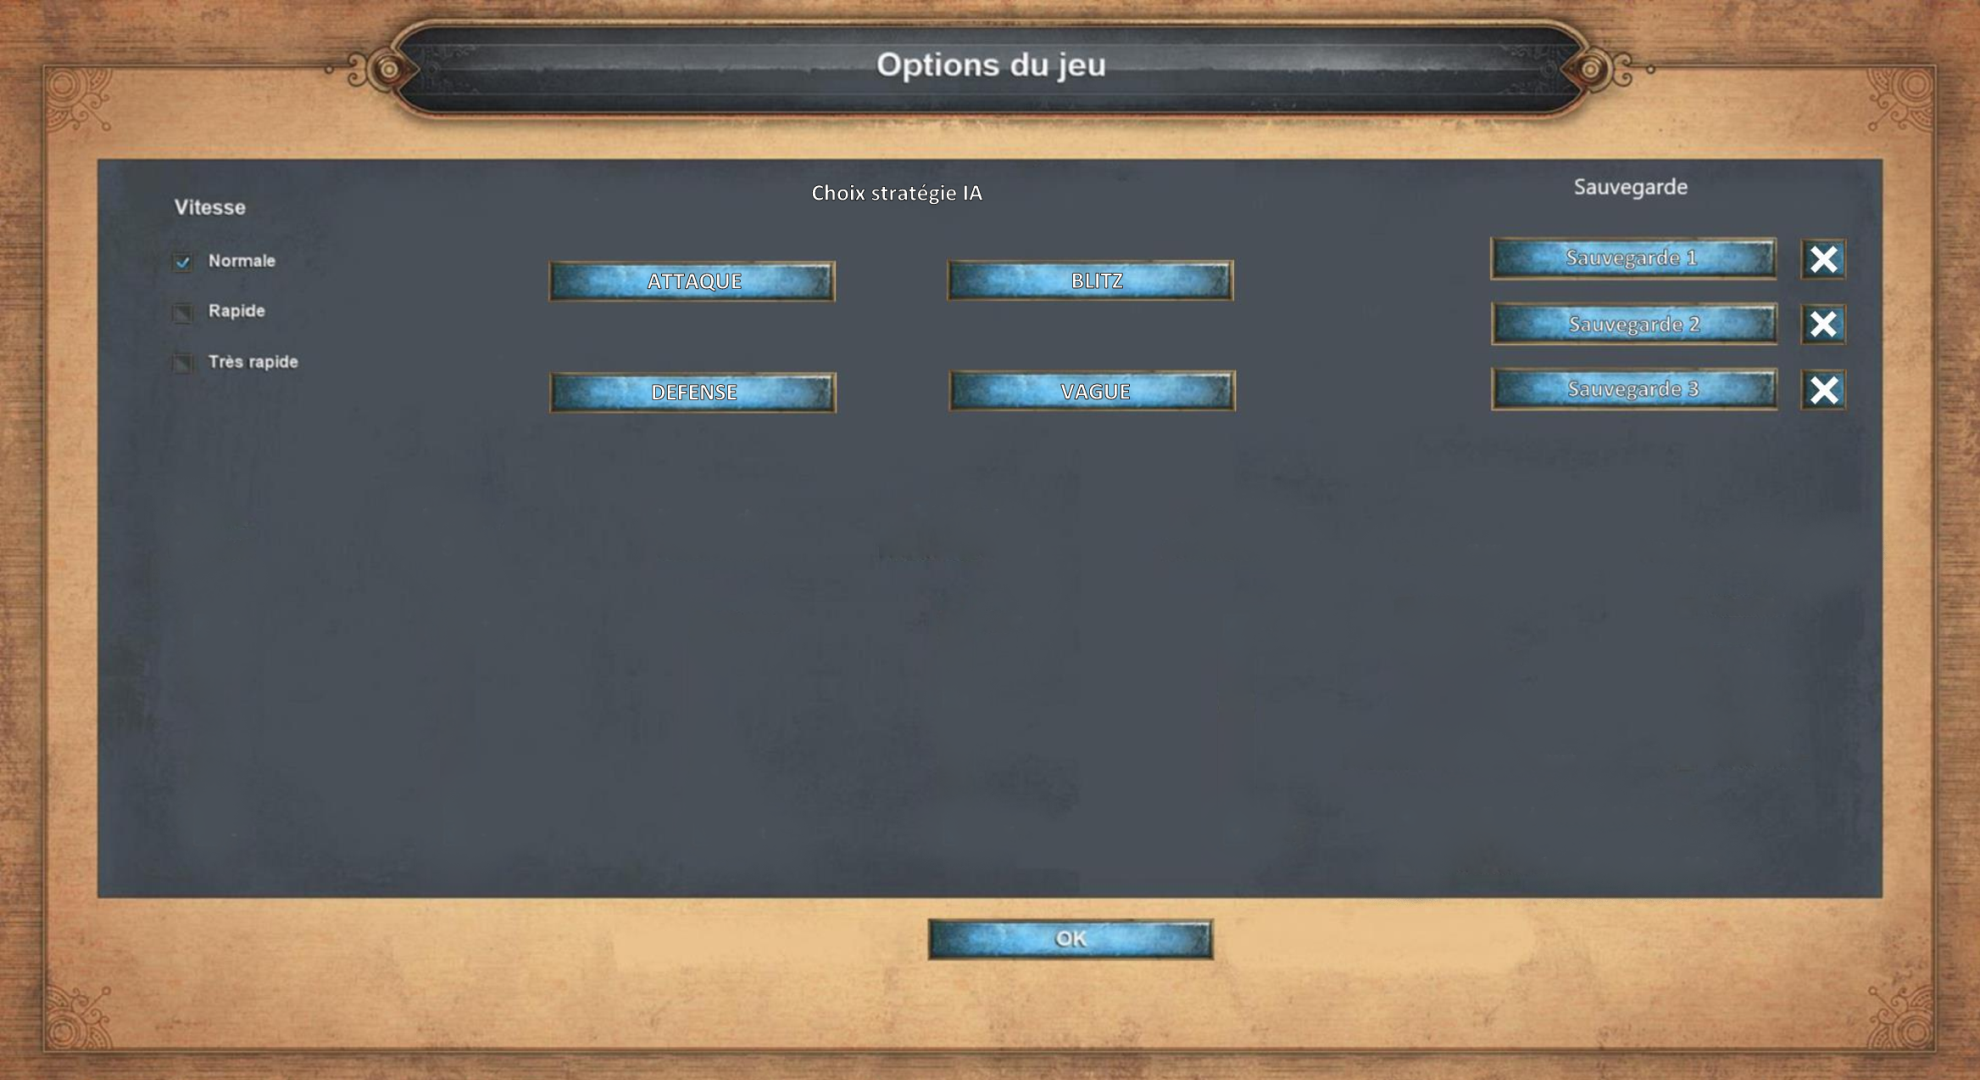 Options du jeu
Vitesse
Normale
Rapide
Très rapide
Choix stratégie IA
ATTAQUE
BLITZ
DEFENSE
VAGUE
Sauvegarde
Sauvegarde 1
Sauvegarde 2
Sauvegarde 3
OK